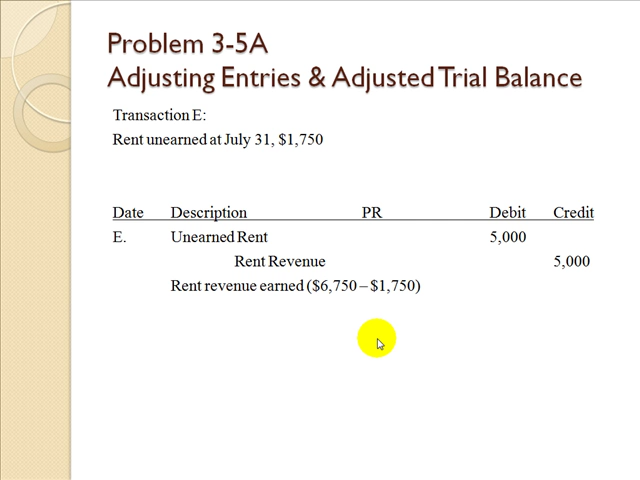 Problem 3-5A
Adjusting Entries & Adjusted Trial Balance
Transaction E:
Rent unearned at July 31, $1,750
Date Description PR Debit Credit
E. Unearned Rent 5,000
Rent Revenue 5,000
Rent revenue earned ($6,750 – $1,750)